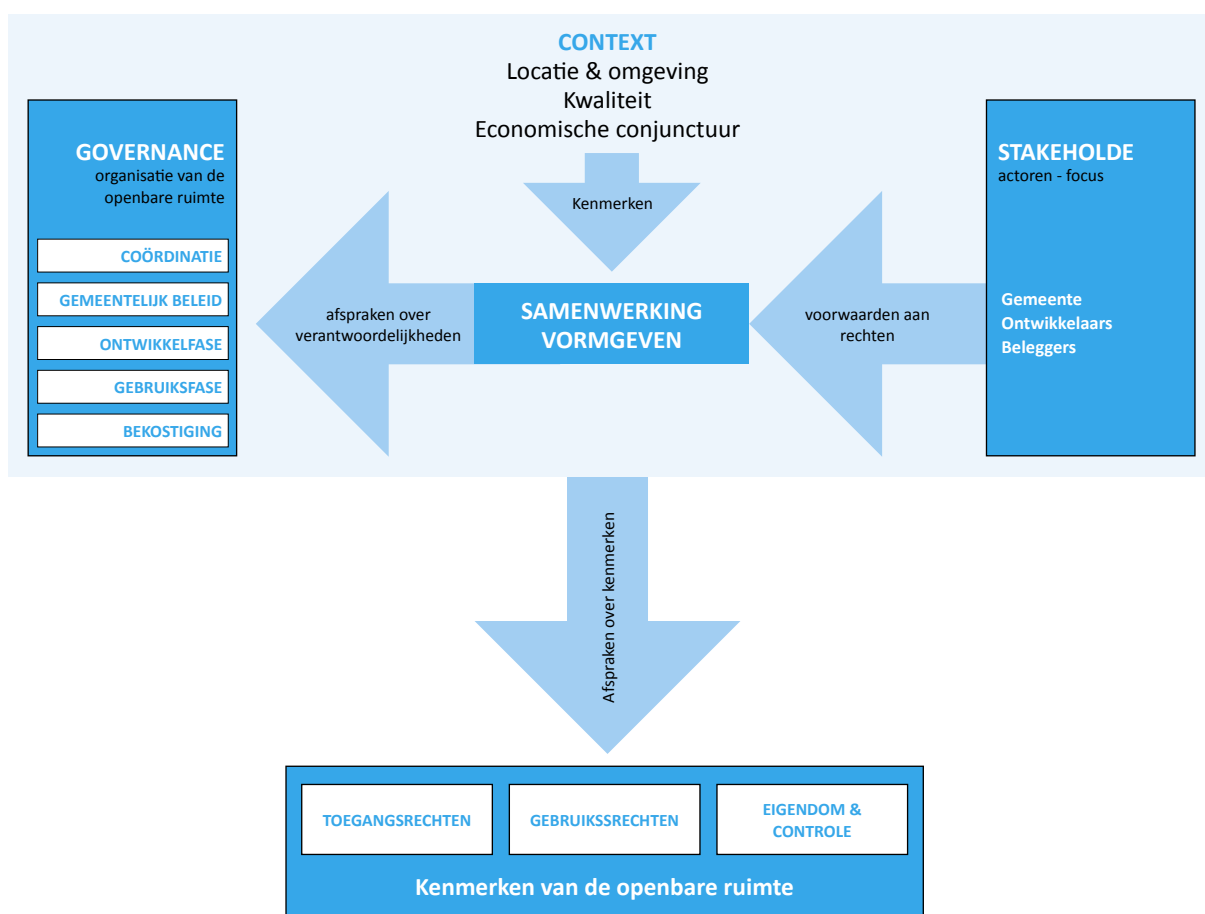 CONTEXT
Locatie & omgeving
Kwaliteit
Economische conjunctuur
Kenmerken
GOVERNANCE
organisatie van de
openbare ruimte
COÖRDINATIE
GEMEENTELIJK BELEID
ONTWIKKELFASE
GEBRUIKSFASE
BEKOSTIGING
afspraken over
verantwoordelijkheden
SAMENWERKING
VORMGEVEN
voorwaarden aan
rechten
STAKEHOLDE
actoren - focus
Gemeente
Ontwikkelaars
Beleggers
Afspraken over kenmerken
TOEGANGSRECHTEN
GEBRUIKSSRECHTEN
EIGENDOM &
CONTROLE
Kenmerken van de openbare ruimte